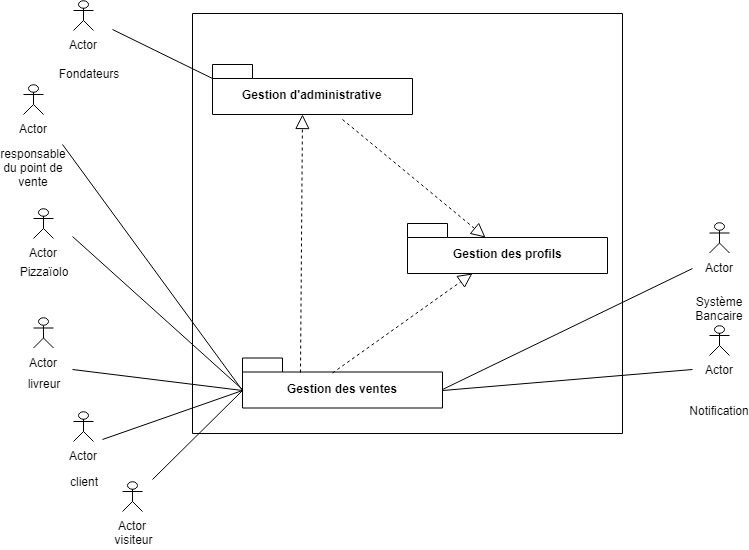 Actor
Fondateurs
Gestion d'administrative
Actor
responsable
du point de
vente
Actor
Pizzaïolo
Gestion des profils
Actor
Système
Bancaire
Actor
livreur
Actor
Notification
Gestion des ventes
Actor
client
Actor
visiteur